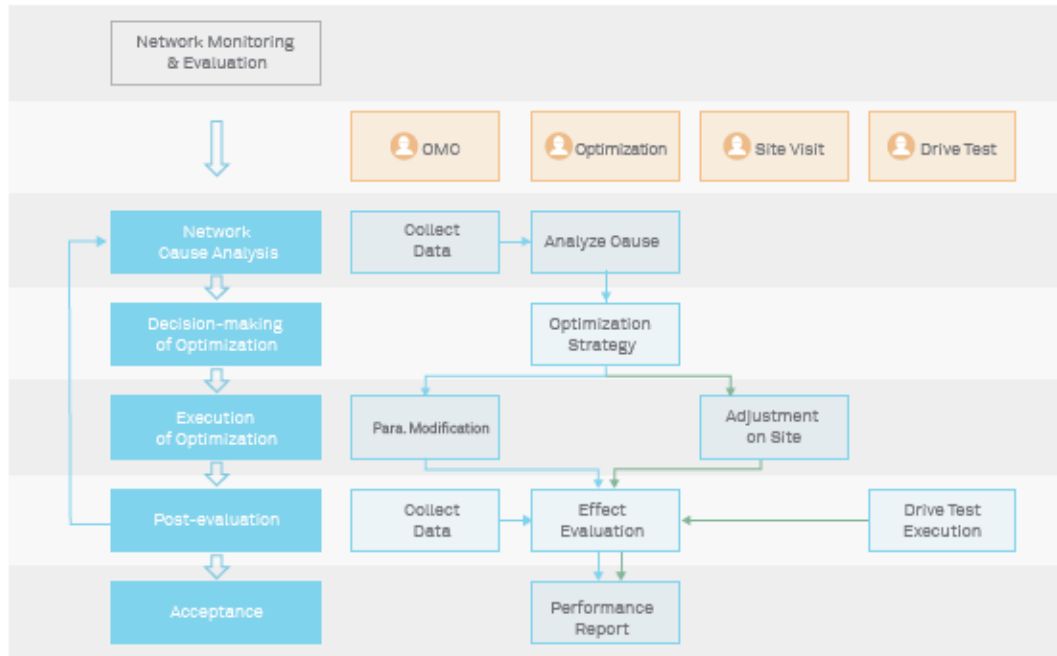 Network Monitoring
& Evaluation
OMC
Optimization
Site Visit
Drive Test
Network
Cause Analysis
Collect
Data
Analyze Cause
Decision-making
of Optimization
Optimization
Strategy
Execution
of Optimization
Para. Modification
Adjustment
on Site
Post-evaluation
Collect
Data
Effect
Evaluation
Drive Test
Execution
Acceptance
Performance
Report